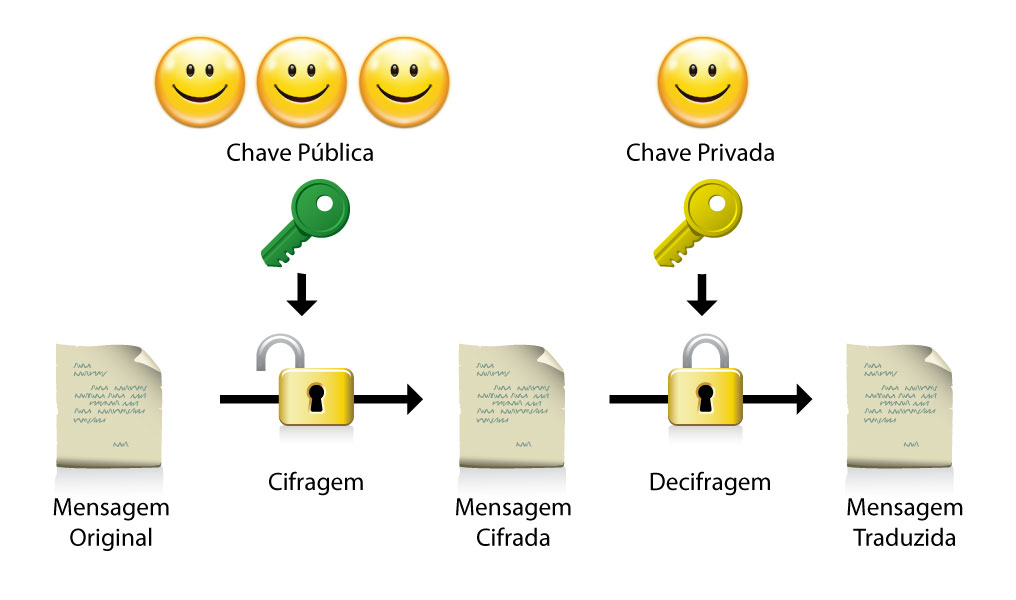 Chave Pública
Chave Privada
Cifragem
Decifragem
Mensagem
Original
Mensagem
Cifrada
Mensagem
Traduzida